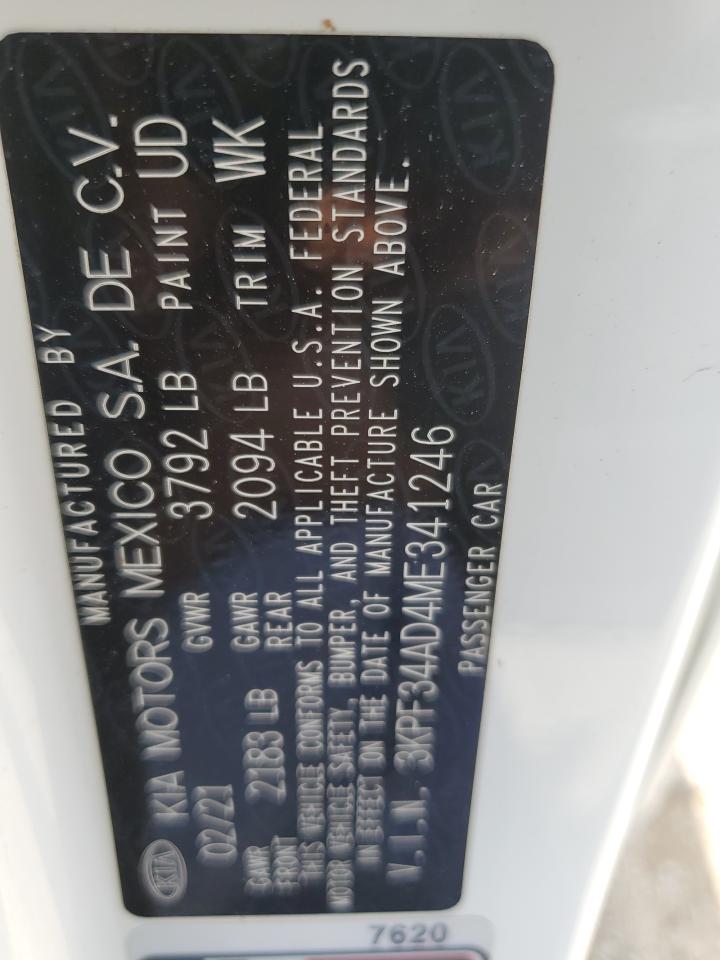 MANUFACTURED BY
KIA KIA MOTORS MEXICO S.A. DE C.V.
02/21 GVWR 3792 LB PAINT UD
GAWR FRONT 2183 LB GAWR REAR 2094 LB TRIM WK
THIS VEHICLE CONFORMS TO ALL APPLICABLE U.S.A. FEDERAL
MOTOR VEHICLE SAFETY, BUMPER, AND THEFT PREVENTION STANDARDS
IN EFFECT ON THE DATE OF MANUFACTURE SHOWN ABOVE.
V.I.N. 3KPF34AD4ME341246
PASSENGER CAR
7620